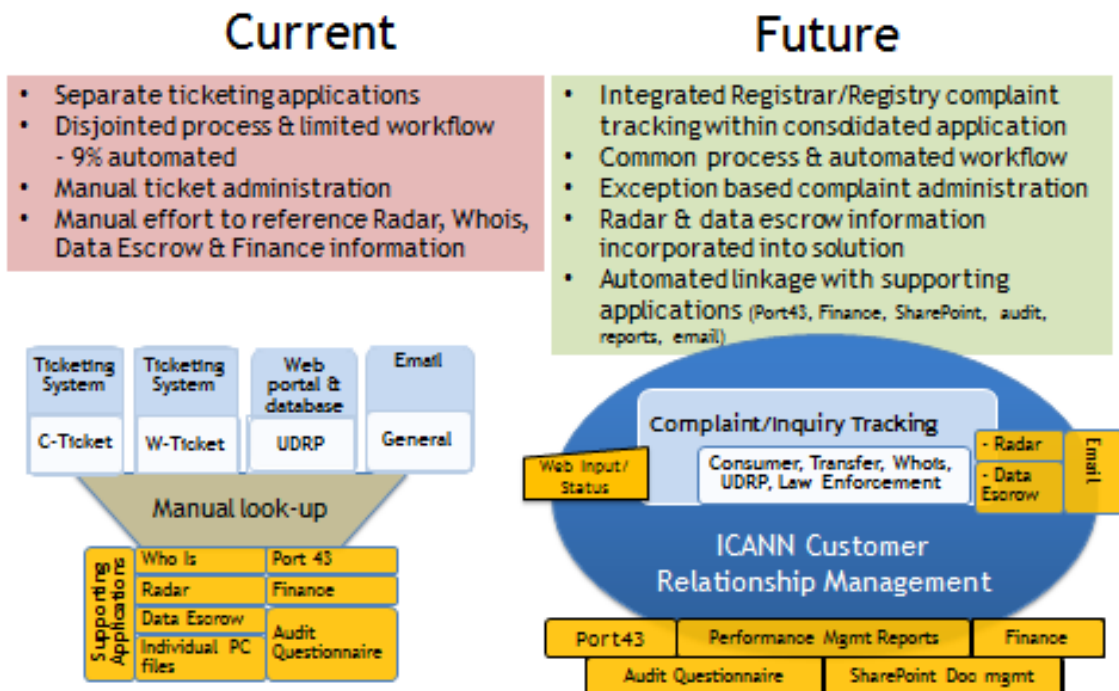 Current
• Separate ticketing applications
• Disjointed process & limited workflow
- 9% automated
• Manual ticket administration
• Manual effort to reference Radar, Whois,
Data Escrow & Finance information
Ticketing
System
C-Ticket
Ticketing
System
W-Ticket
Web
portal &
database
UDRP
Email
General
Manual look-up
Supporting
Applications
Who Is
Port 43
Radar
Finance
Data Escrow
Individual PC
files
Audit
Questionnaire
Future
• Integrated Registrar/Registry complaint
tracking within consolidated application
• Common process & automated workflow
• Exception based complaint administration
• Radar & data escrow information
incorporated into solution
• Automated linkage with supporting
applications (Port43, Finance, SharePoint, audit,
reports, email)
Complaint/Inquiry Tracking
Web Input/
Status
Consumer, Transfer, Whois,
UDRP, Law Enforcement
- Radar
- Data
Escrow
Email
ICANN Customer
Relationship Management
Port43
Performance Mgmt Reports
Finance
Audit Questionnaire
SharePoint Doc mgmt